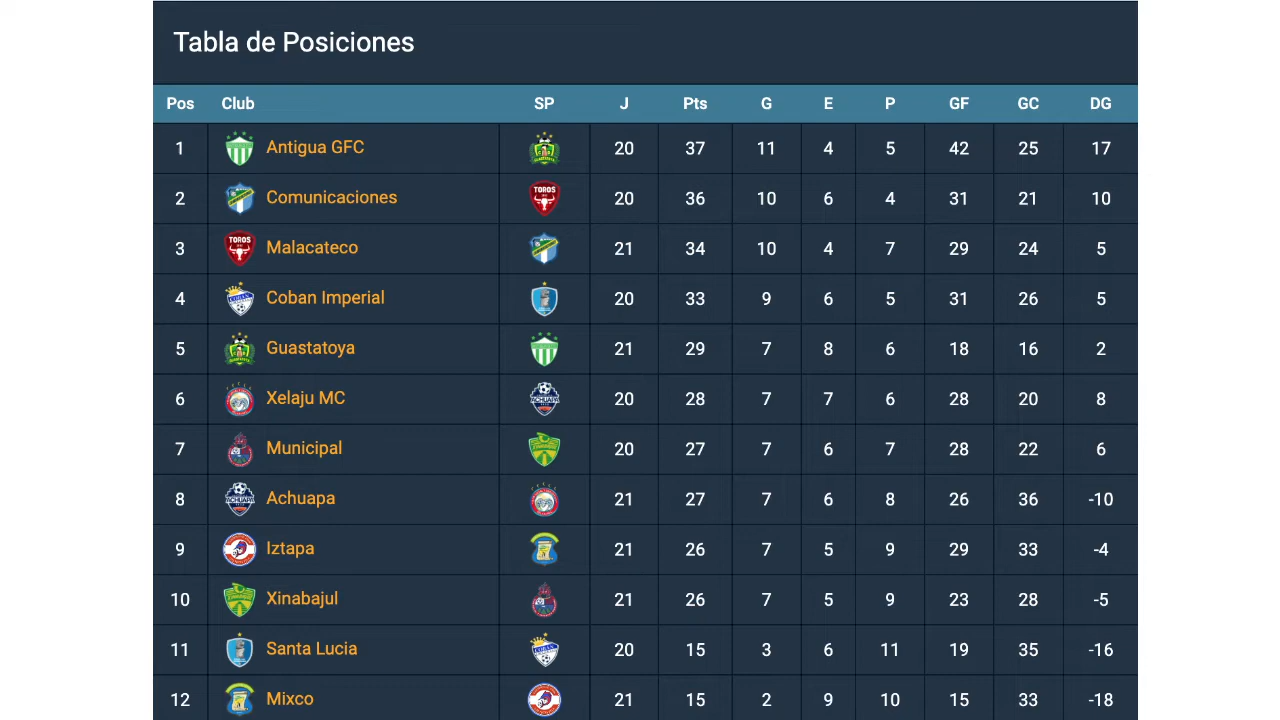 Tabla de Posiciones
Pos Club SP J Pts G E P GF GC DG
1 Antigua GFC 20 37 11 4 5 42 25 17
2 Comunicaciones TOROS 20 36 10 6 4 31 21 10
3 TOROS Malacateco 21 34 10 4 7 29 24 5
4 Coban Imperial 20 33 9 6 5 31 26 5
5 Guastatoya 21 29 7 8 6 18 16 2
6 Xelaju MC ACHUAPA 20 28 7 7 6 28 20 8
7 Municipal 20 27 7 6 7 28 22 6
8 ACHUAPA Achuapa 21 27 7 6 8 26 36 -10
9 Iztapa 21 26 7 5 9 29 33 -4
10 Xinabajul 21 26 7 5 9 23 28 -5
11 Santa Lucia 20 15 3 6 11 19 35 -16
12 Mixco 21 15 2 9 10 15 33 -18